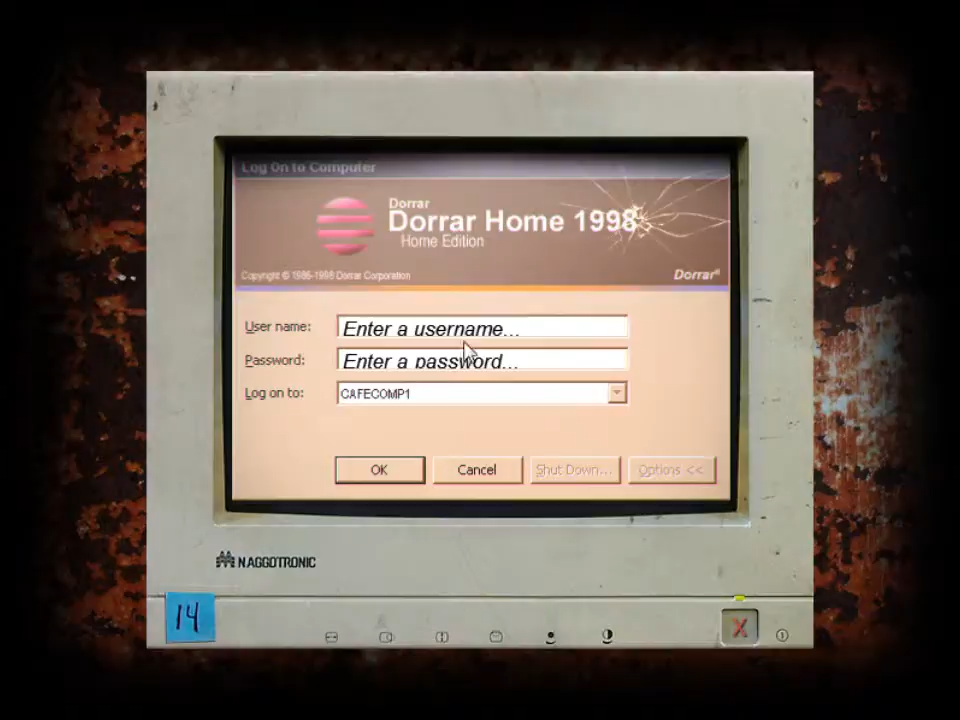 Log On to Computer
Dorrar
Dorrar Home 1998
Home Edition
Copyright © 1986-1998 Dorrar Corporation
Dorrar®
User name: Enter a username...
Password: Enter a password...
Log on to: CAFECOMP1
OK Cancel Shut Down... Options <<
NAGGOTRONIC
14
X